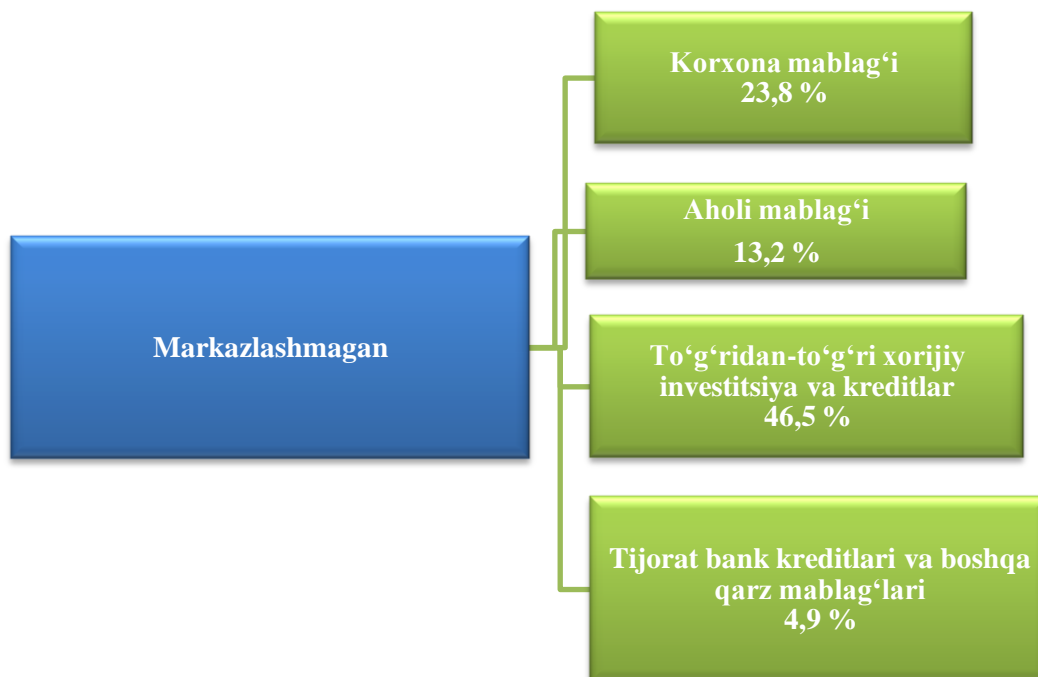 Korxona mablag‘i
23,8 %
Aholi mablag‘i
13,2 %
Markazlashmagan
To‘g‘ridan-to‘g‘ri xorijiy
investitsiya va kreditlar
46,5 %
Tijorat bank kreditlari va boshqa
qarz mablag‘lari
4,9 %